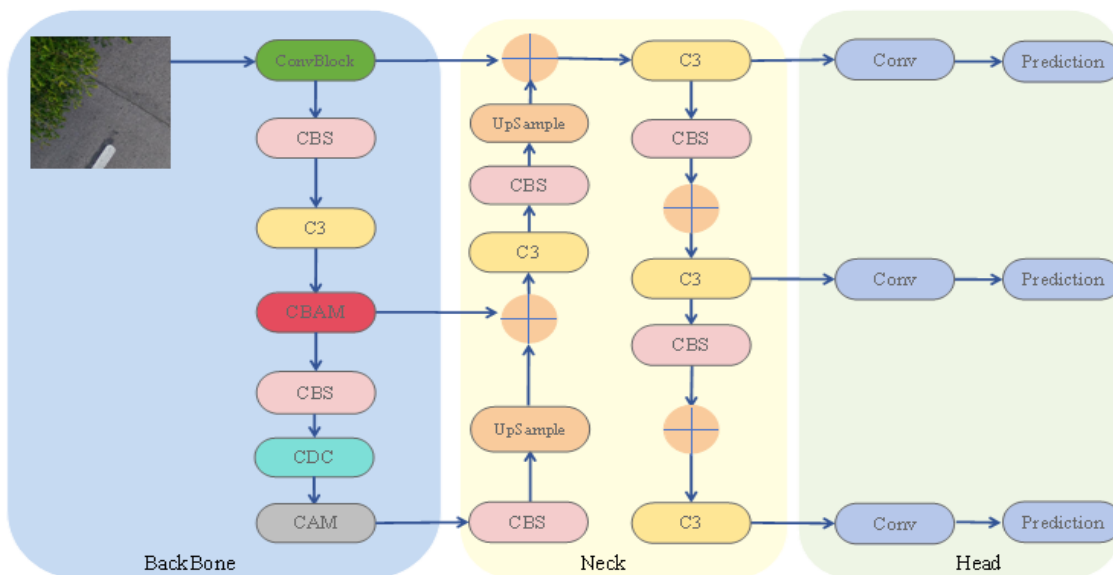 ConvBlock
CBS
C3
CBAM
CBS
CDC
CAM
BackBone
UpSample
CBS
C3
UpSample
CBS
C3
CBS
C3
CBS
C3
Neck
Conv
Prediction
Conv
Prediction
Conv
Prediction
Head